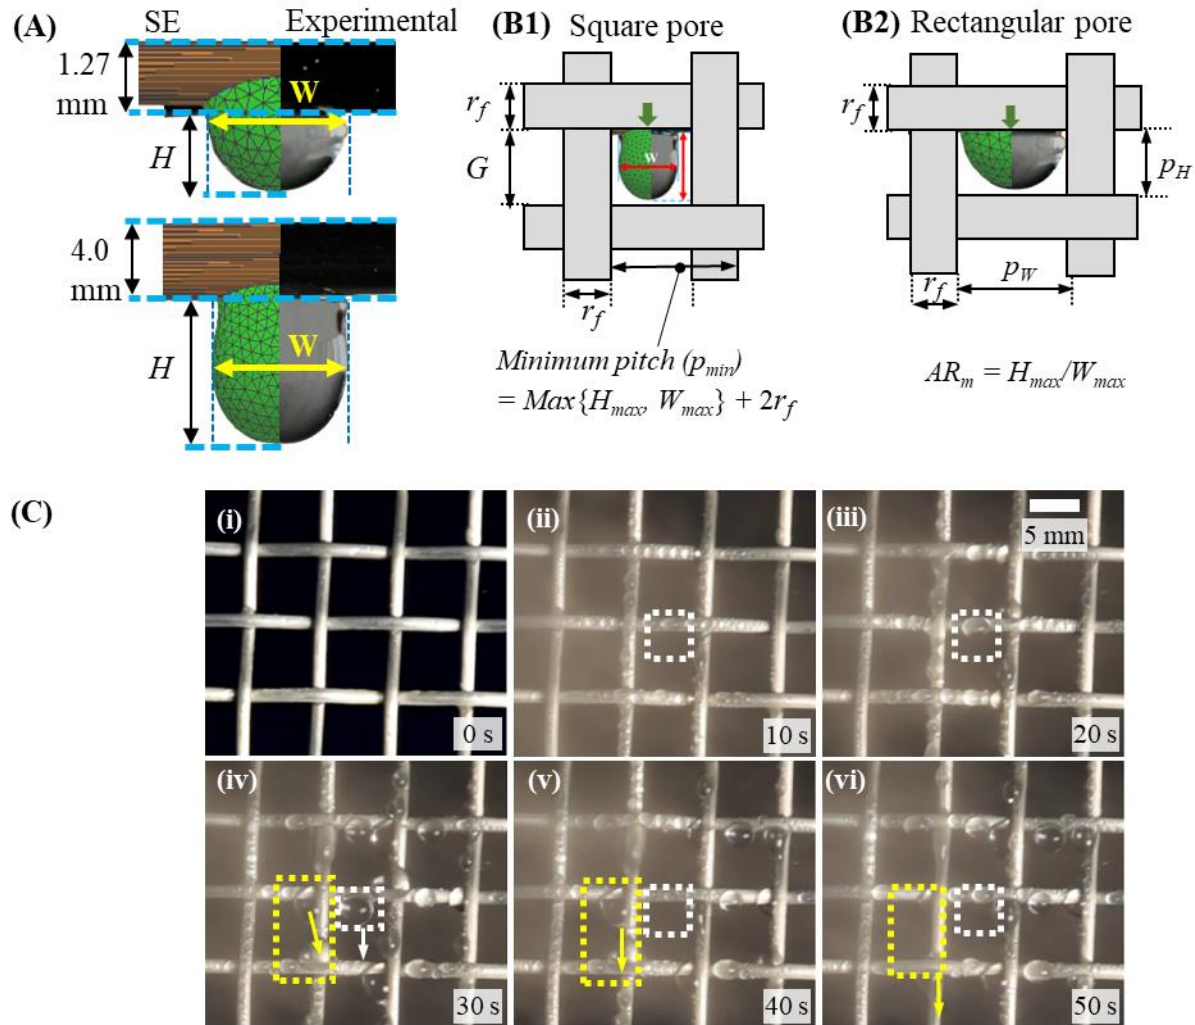 (A)
SE Experimental
1.27
mm
W
H
4.0
mm
W
H
(B1) Square pore
r_f
G
w
r_f
Minimum pitch (p_min)
= Max{H_max, W_max} + 2r_f
(B2) Rectangular pore
r_f
p_H
r_f
p_W
AR_m = H_max/W_max
(C)
(i)
0 s
(ii)
10 s
(iii)
5 mm
20 s
(iv)
30 s
(v)
40 s
(vi)
50 s